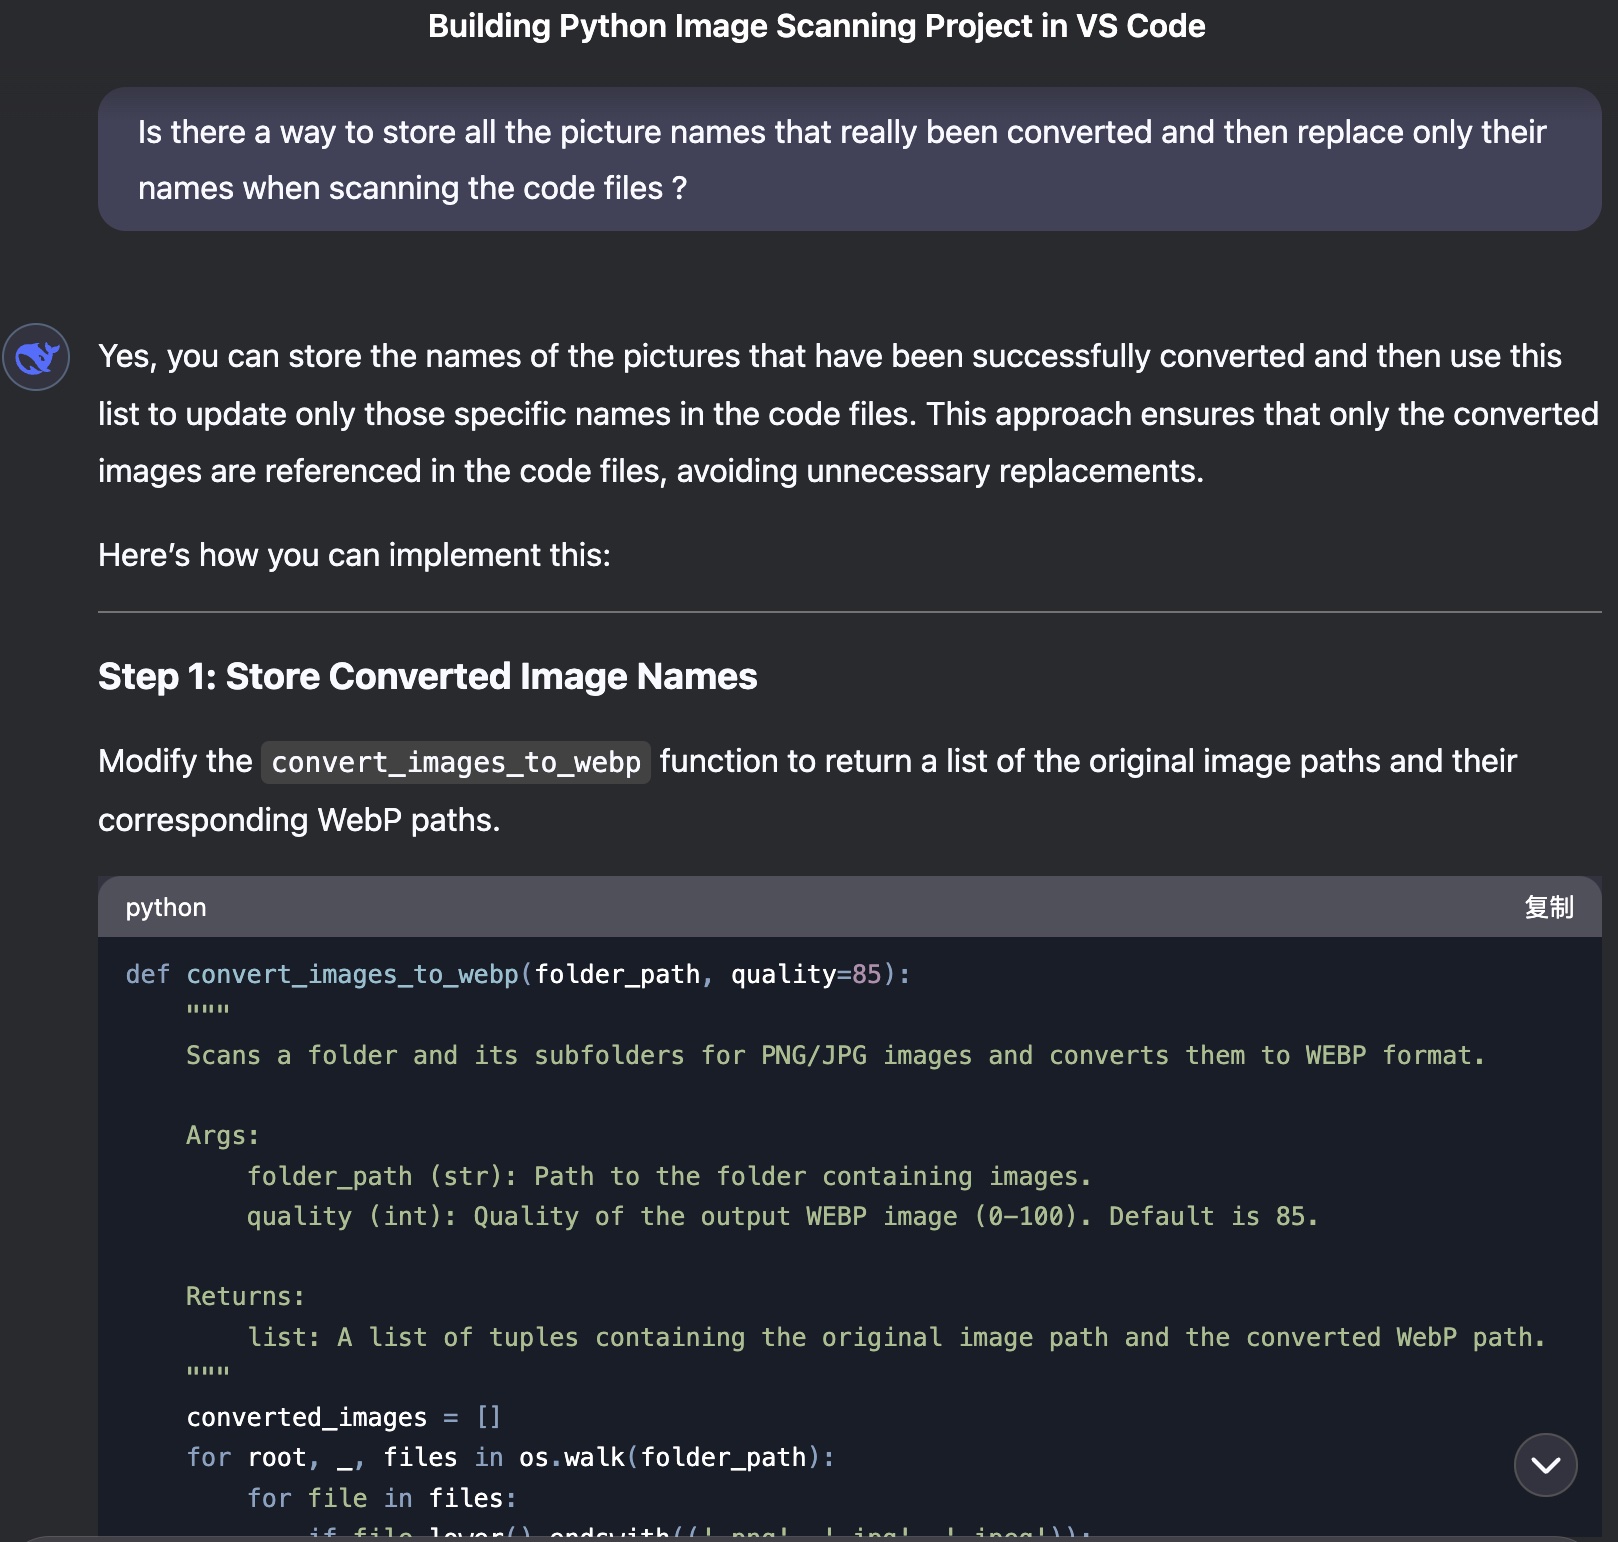 Building Python Image Scanning Project in VS Code
Is there a way to store all the picture names that really been converted and then replace only their
names when scanning the code files ?
Yes, you can store the names of the pictures that have been successfully converted and then use this
list to update only those specific names in the code files. This approach ensures that only the converted
images are referenced in the code files, avoiding unnecessary replacements.
Here’s how you can implement this:
Step 1: Store Converted Image Names
Modify the convert_images_to_webp function to return a list of the original image paths and their
corresponding WebP paths.
python 复制
def convert_images_to_webp(folder_path, quality=85):
    """
    Scans a folder and its subfolders for PNG/JPG images and converts them to WEBP format.
    Args:
        folder_path (str): Path to the folder containing images.
        quality (int): Quality of the output WEBP image (0-100). Default is 85.
    Returns:
        list: A list of tuples containing the original image path and the converted WebP path.
    """
    converted_images = []
    for root, _, files in os.walk(folder_path):
        for file in files:
            if file.lower().endswith(('.png', '.jpg', '.jpeg')):